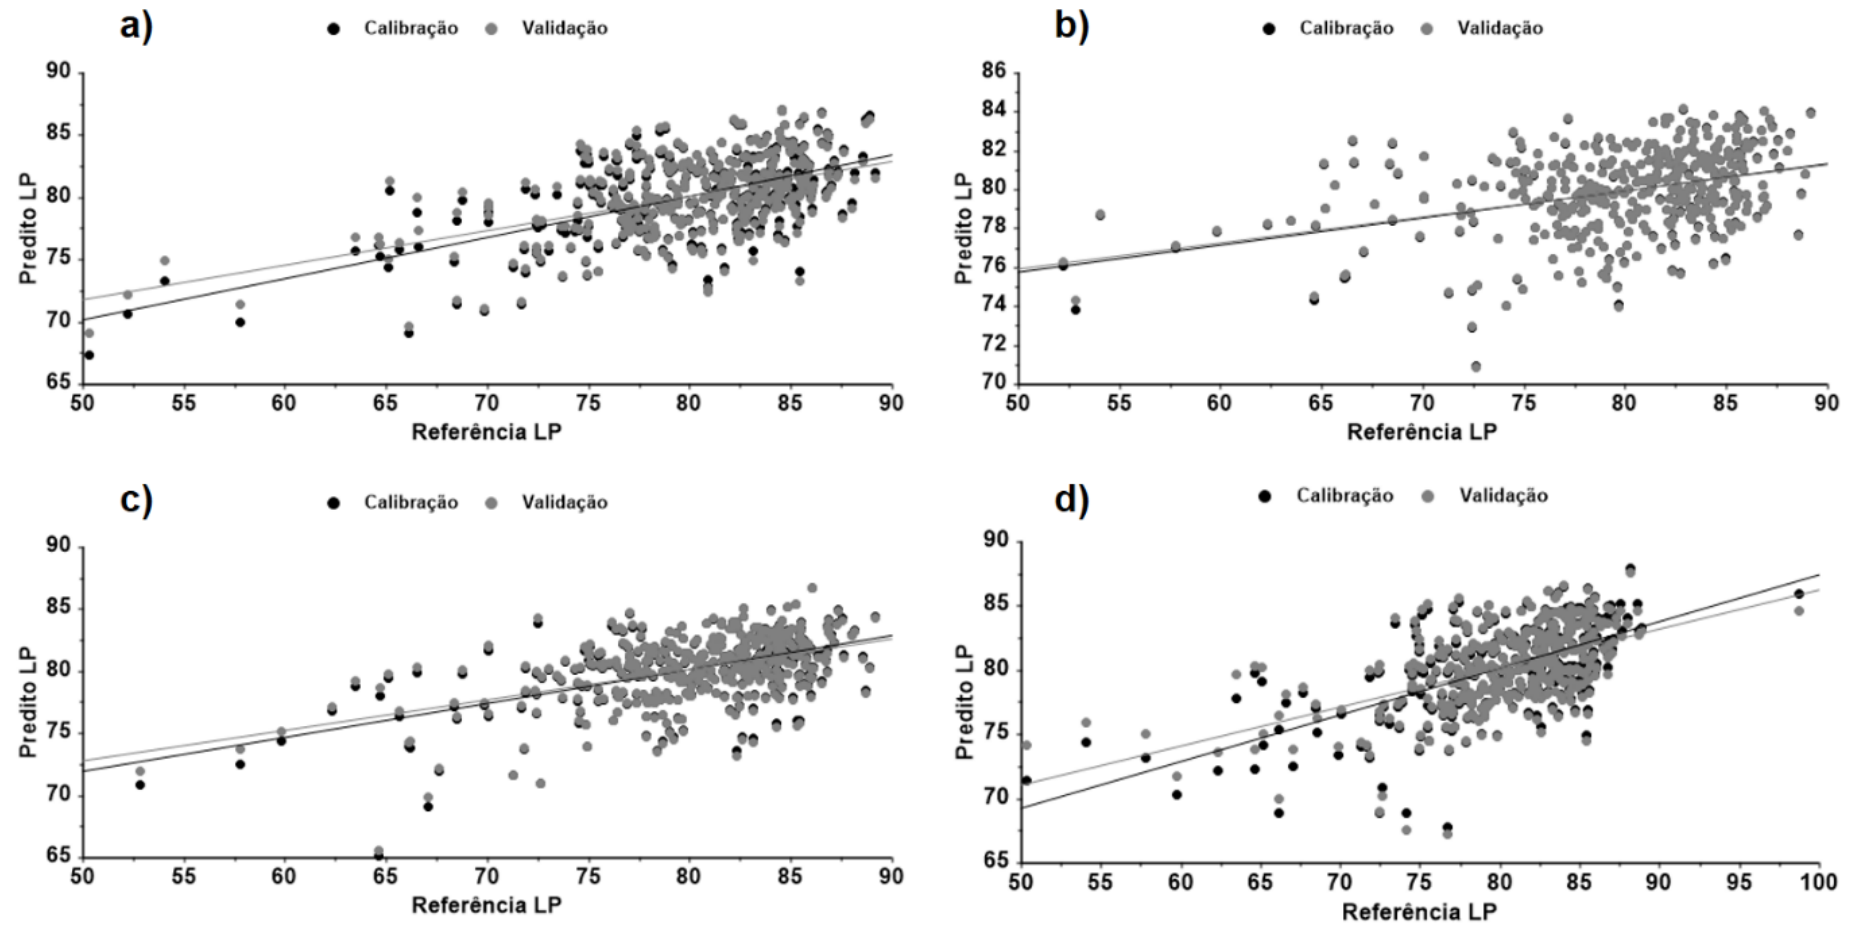 a)
Calibração Validação
90
85
80
75
70
65
Predito LP
50 55 60 65 70 75 80 85 90
Referência LP
b)
Calibração Validação
86
84
82
80
78
76
74
72
70
Predito LP
50 55 60 65 70 75 80 85 90
Referência LP
c)
Calibração Validação
90
85
80
75
70
65
Predito LP
50 55 60 65 70 75 80 85 90
Referência LP
d)
Calibração Validação
90
85
80
75
70
65
Predito LP
50 55 60 65 70 75 80 85 90 95 100
Referência LP